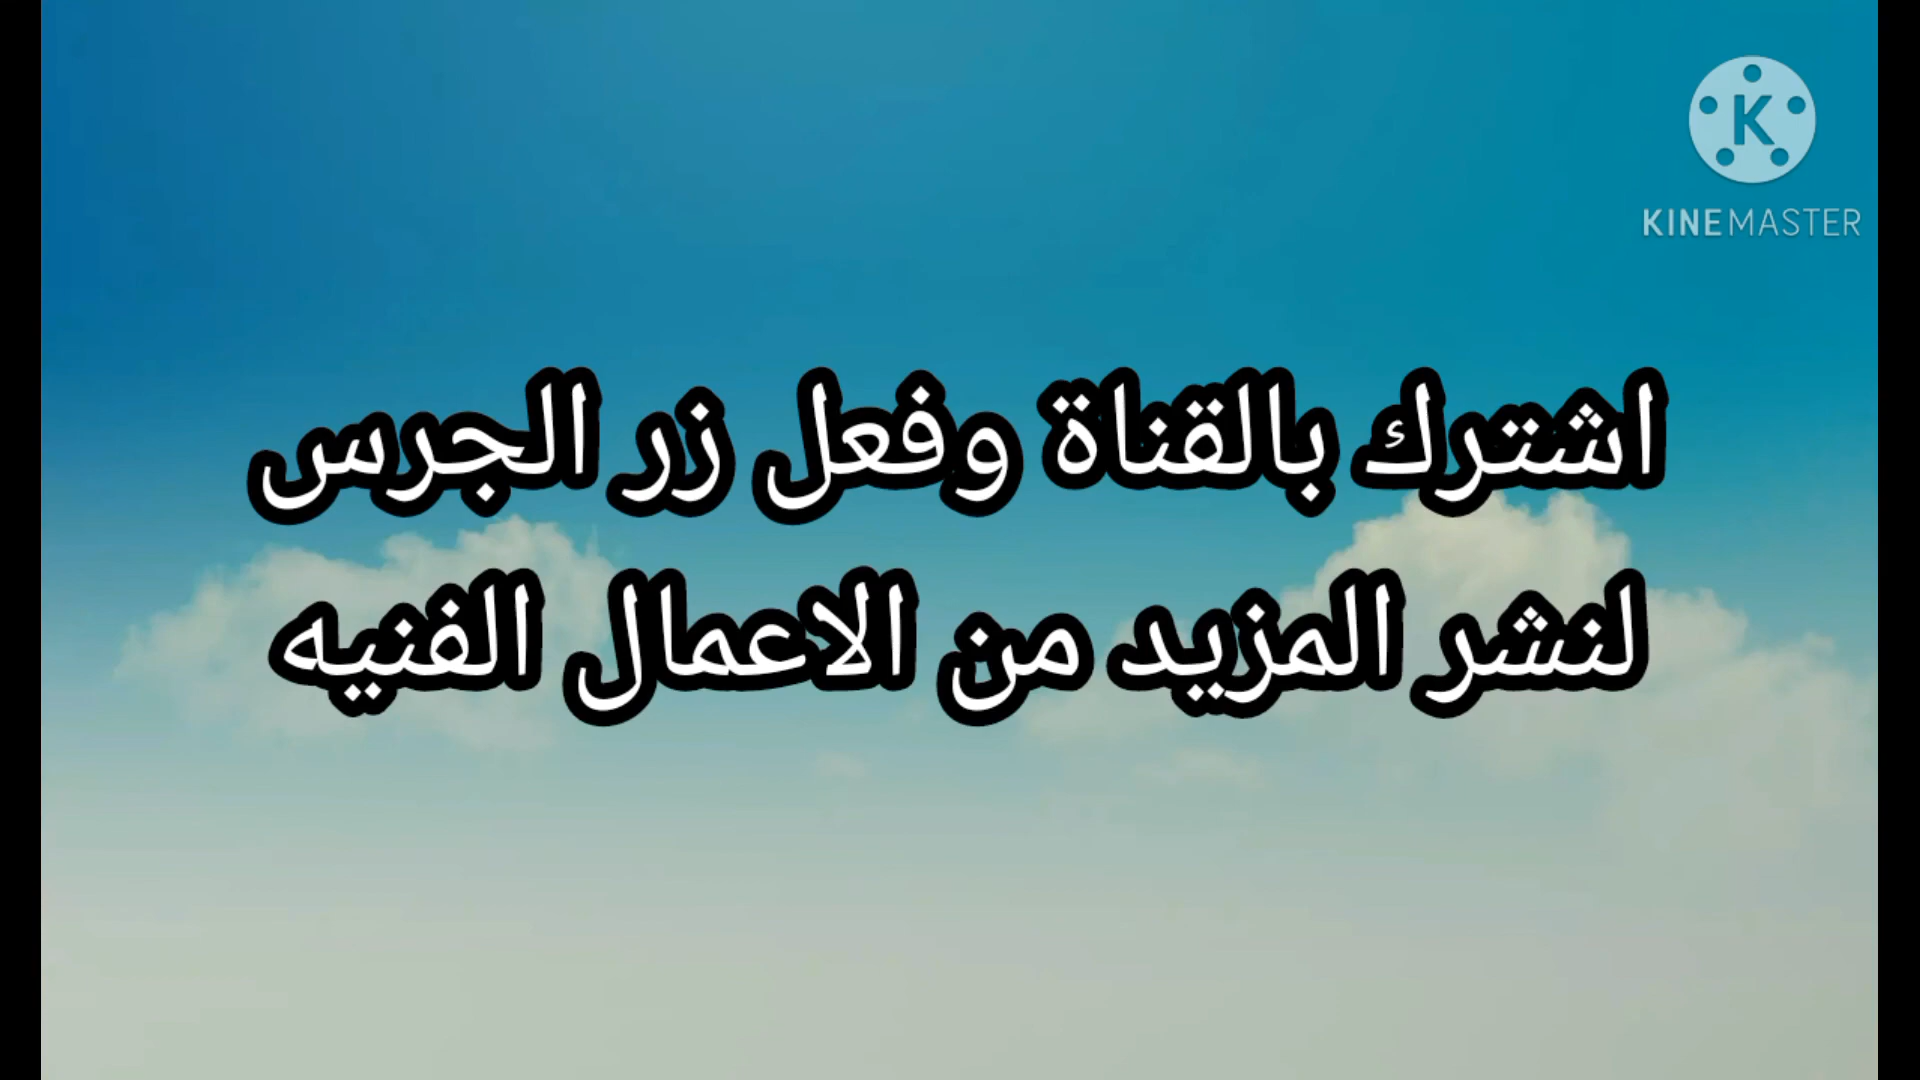 K
KINEMASTER
اشترك بالقناة وفعل زر الجرس
لنشر المزيد من الاعمال الفنيه